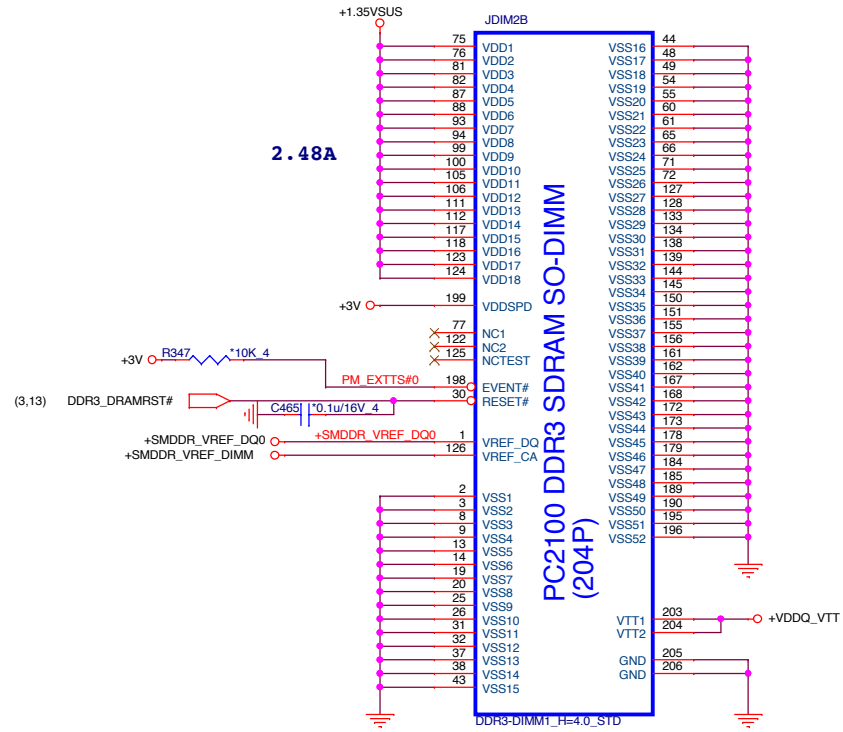 +1.35VSUS
JDIM2B
2.48A
75 VDD1
76 VDD2
81 VDD3
82 VDD4
87 VDD5
88 VDD6
93 VDD7
94 VDD8
99 VDD9
100 VDD10
105 VDD11
106 VDD12
111 VDD13
112 VDD14
117 VDD15
118 VDD16
123 VDD17
124 VDD18
+3V 199 VDDSPD
77 NC1
122 NC2
125 NCTEST
+3V R347 *10K_4
PM_EXTTS#0 198 EVENT#
(3,13) DDR3_DRAMRST# 30 RESET#
C465 *0.1u/16V_4
+SMDDR_VREF_DQ0 +SMDDR_VREF_DQ0 1 VREF_DQ
+SMDDR_VREF_DIMM 126 VREF_CA
2 VSS1
3 VSS2
8 VSS3
9 VSS4
13 VSS5
14 VSS6
19 VSS7
20 VSS8
25 VSS9
26 VSS10
31 VSS11
32 VSS12
37 VSS13
38 VSS14
43 VSS15
PC2100 DDR3 SDRAM SO-DIMM
(204P)
VSS16 44
VSS17 48
VSS18 49
VSS19 54
VSS20 55
VSS21 60
VSS22 61
VSS23 65
VSS24 66
VSS25 71
VSS26 72
VSS27 127
VSS28 128
VSS29 133
VSS30 134
VSS31 138
VSS32 139
VSS33 144
VSS34 145
VSS35 150
VSS36 151
VSS37 155
VSS38 156
VSS39 161
VSS40 162
VSS41 167
VSS42 168
VSS43 172
VSS44 173
VSS45 178
VSS46 179
VSS47 184
VSS48 185
VSS49 189
VSS50 190
VSS51 195
VSS52 196
VTT1 203
VTT2 204
+VDDQ_VTT
GND 205
GND 206
DDR3-DIMM1_H=4.0_STD